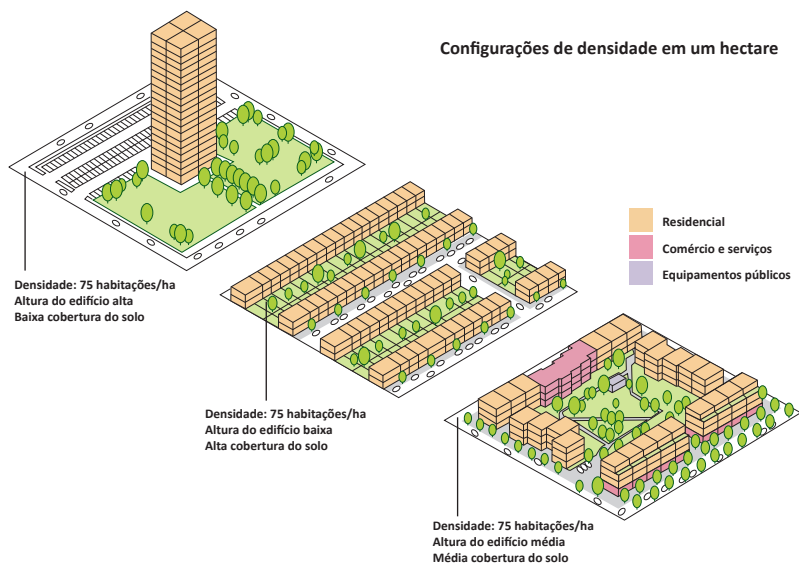 Configurações de densidade em um hectare
Residencial
Comércio e serviços
Equipamentos públicos
Densidade: 75 habitações/ha
Altura do edifício alta
Baixa cobertura do solo
Densidade: 75 habitações/ha
Altura do edifício baixa
Alta cobertura do solo
Densidade: 75 habitações/ha
Altura do edifício média
Média cobertura do solo